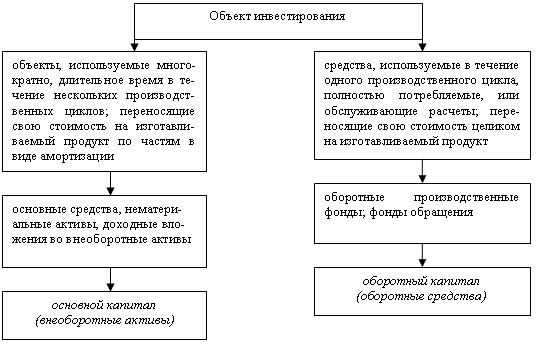 Объект инвестирования
объекты, используемые много-
кратно, длительное время в те-
чение нескольких производст-
венных циклов; переносящие
свою стоимость на изготавли-
ваемый продукт по частям в
виде амортизации
основные средства, нематери-
альные активы, доходные вло-
жения во внеоборотные активы
основной капитал
(внеоборотные активы)
средства, используемые в течение
одного производственного цикла,
полностью потребляемые, или
обслуживающие расчеты; пере-
носящие свою стоимость целиком
на изготавливаемый продукт
оборотные производственные
фонды; фонды обращения
оборотный капитал
(оборотные средства)